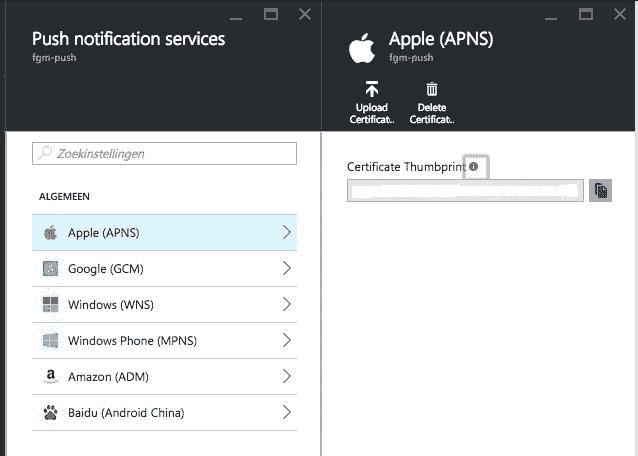 Push notification services
fgm-push
Zoekinstellingen
ALGEMEEN
Apple (APNS)
Google (GCM)
Windows (WNS)
Windows Phone (MPNS)
Amazon (ADM)
Baidu (Android China)
Apple (APNS)
fgm-push
Upload Delete
Certificat.. Certificat..
Certificate Thumbprint